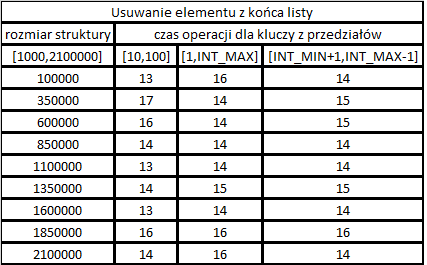 Usuwanie elementu z końca listy
rozmiar struktury czas operacji dla kluczy z przedziałów
[1000,2100000] [10,100] [1,INT_MAX] [INT_MIN+1,INT_MAX-1]
100000 13 16 14
350000 17 14 15
600000 16 14 15
850000 14 14 14
1100000 13 14 14
1350000 14 15 15
1600000 13 14 14
1850000 16 16 16
2100000 14 16 14